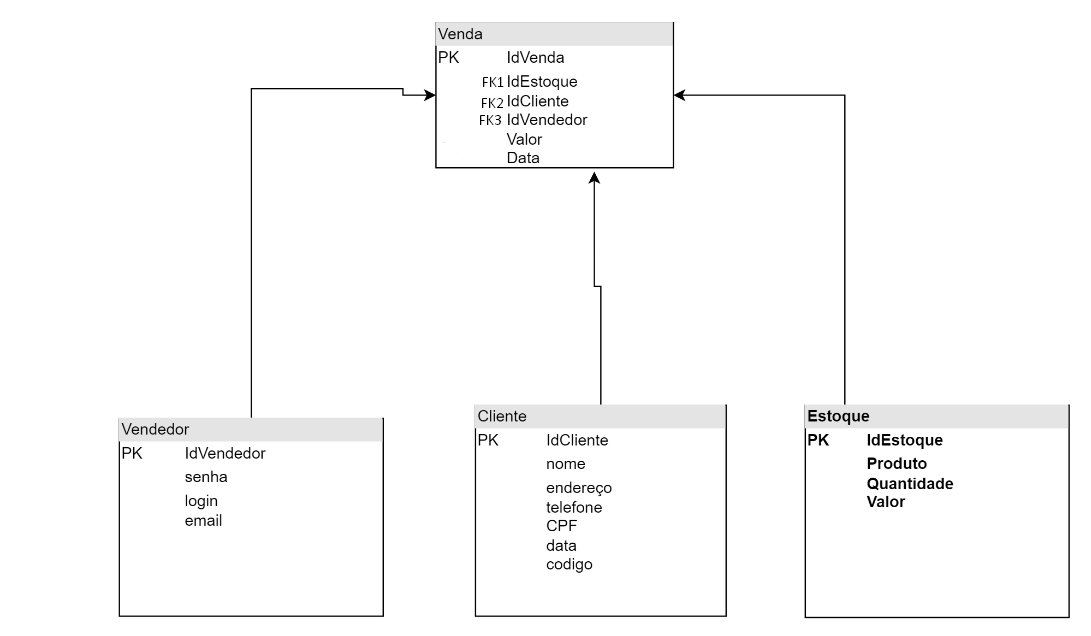 Venda
PK IdVenda
FK1 IdEstoque
FK2 IdCliente
FK3 IdVendedor
Valor
Data
Vendedor
PK IdVendedor
senha
login
email
Cliente
PK IdCliente
nome
endereço
telefone
CPF
data
codigo
Estoque
PK IdEstoque
Produto
Quantidade
Valor